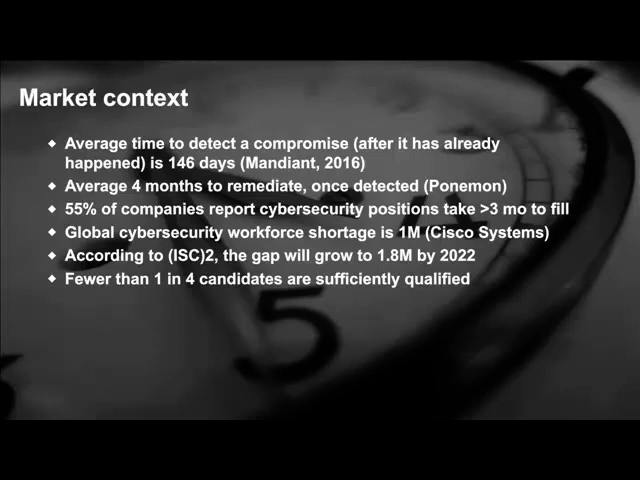 Market context
◆ Average time to detect a compromise (after it has already
happened) is 146 days (Mandiant, 2016)
◆ Average 4 months to remediate, once detected (Ponemon)
◆ 55% of companies report cybersecurity positions take >3 mo to fill
◆ Global cybersecurity workforce shortage is 1M (Cisco Systems)
◆ According to (ISC)2, the gap will grow to 1.8M by 2022
◆ Fewer than 1 in 4 candidates are sufficiently qualified
5